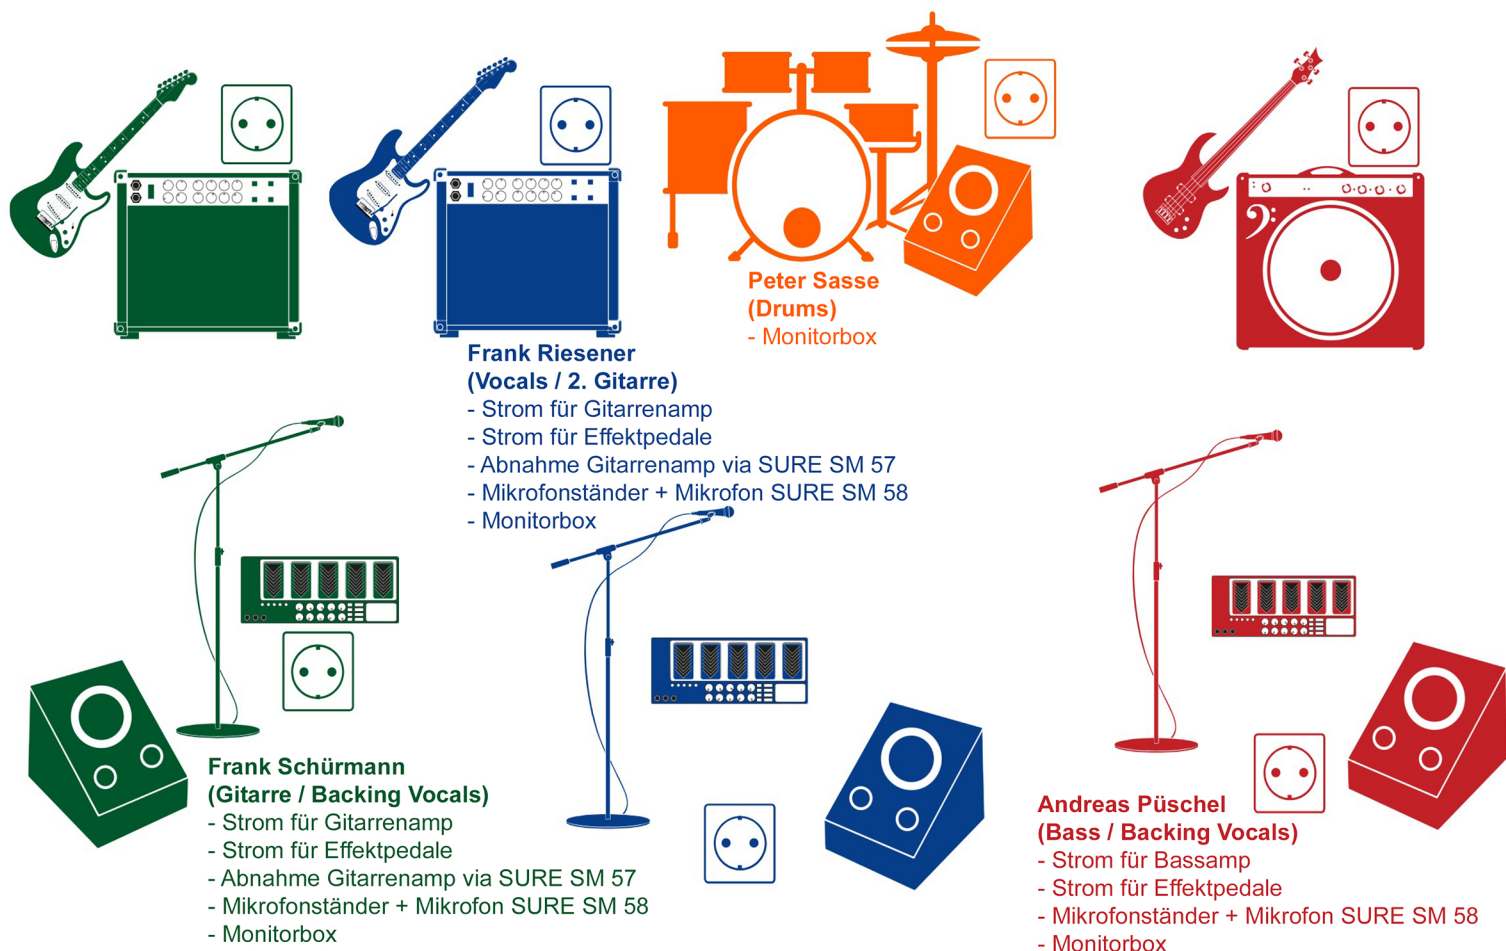 Peter Sasse
(Drums)
- Monitorbox
Frank Riesener
(Vocals / 2. Gitarre)
- Strom für Gitarrenamp
- Strom für Effektpedale
- Abnahme Gitarrenamp via SURE SM 57
- Mikrofonständer + Mikrofon SURE SM 58
- Monitorbox
Frank Schürmann
(Gitarre / Backing Vocals)
- Strom für Gitarrenamp
- Strom für Effektpedale
- Abnahme Gitarrenamp via SURE SM 57
- Mikrofonständer + Mikrofon SURE SM 58
- Monitorbox
Andreas Püschel
(Bass / Backing Vocals)
- Strom für Bassamp
- Strom für Effektpedale
- Mikrofonständer + Mikrofon SURE SM 58
- Monitorbox